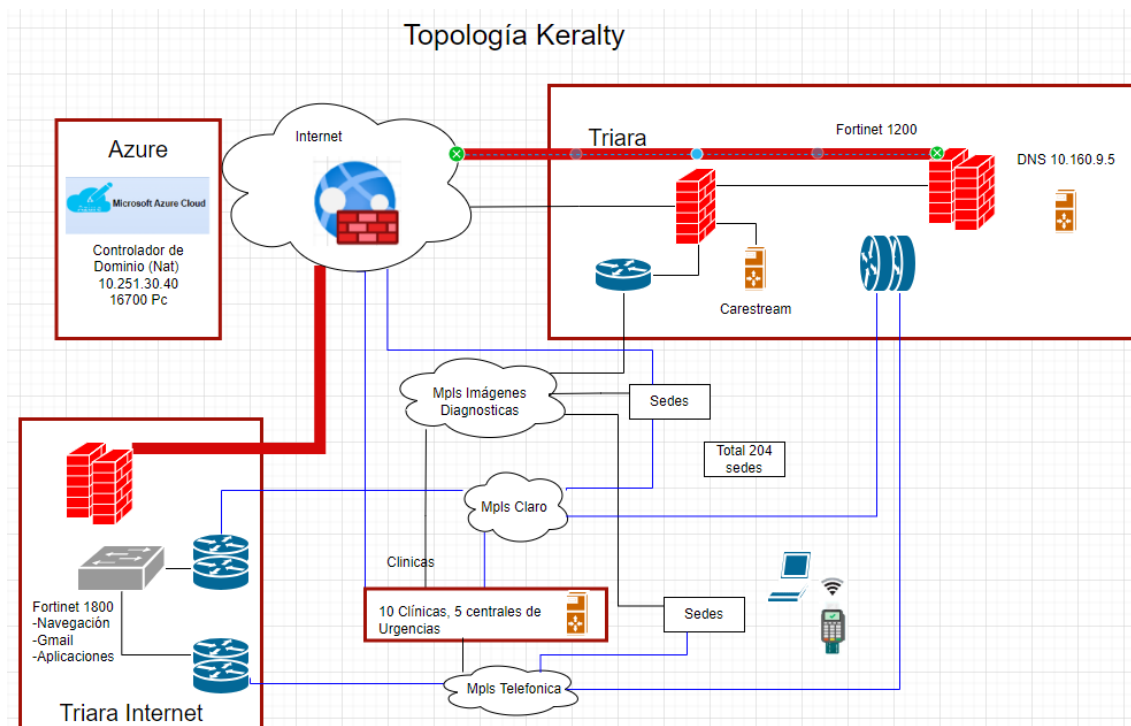 Topología Keralty
Azure
Microsoft Azure Cloud
Controlador de
Dominio (Nat)
10.251.30.40
16700 Pc
Internet
Triara
Fortinet 1200
DNS 10.160.9.5
Carestream
Mpls Imágenes
Diagnosticas
Sedes
Total 204
sedes
Mpls Claro
Clinicas
10 Clínicas, 5 centrales de
Urgencias
Sedes
Mpls Telefonica
Fortinet 1800
-Navegación
-Gmail
-Aplicaciones
Triara Internet